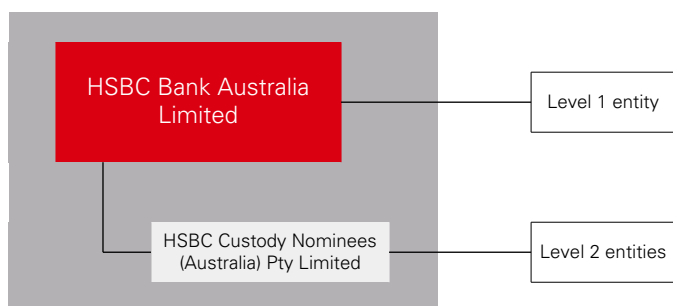 HSBC Bank Australia
Limited
Level 1 entity
HSBC Custody Nominees
(Australia) Pty Limited
Level 2 entities